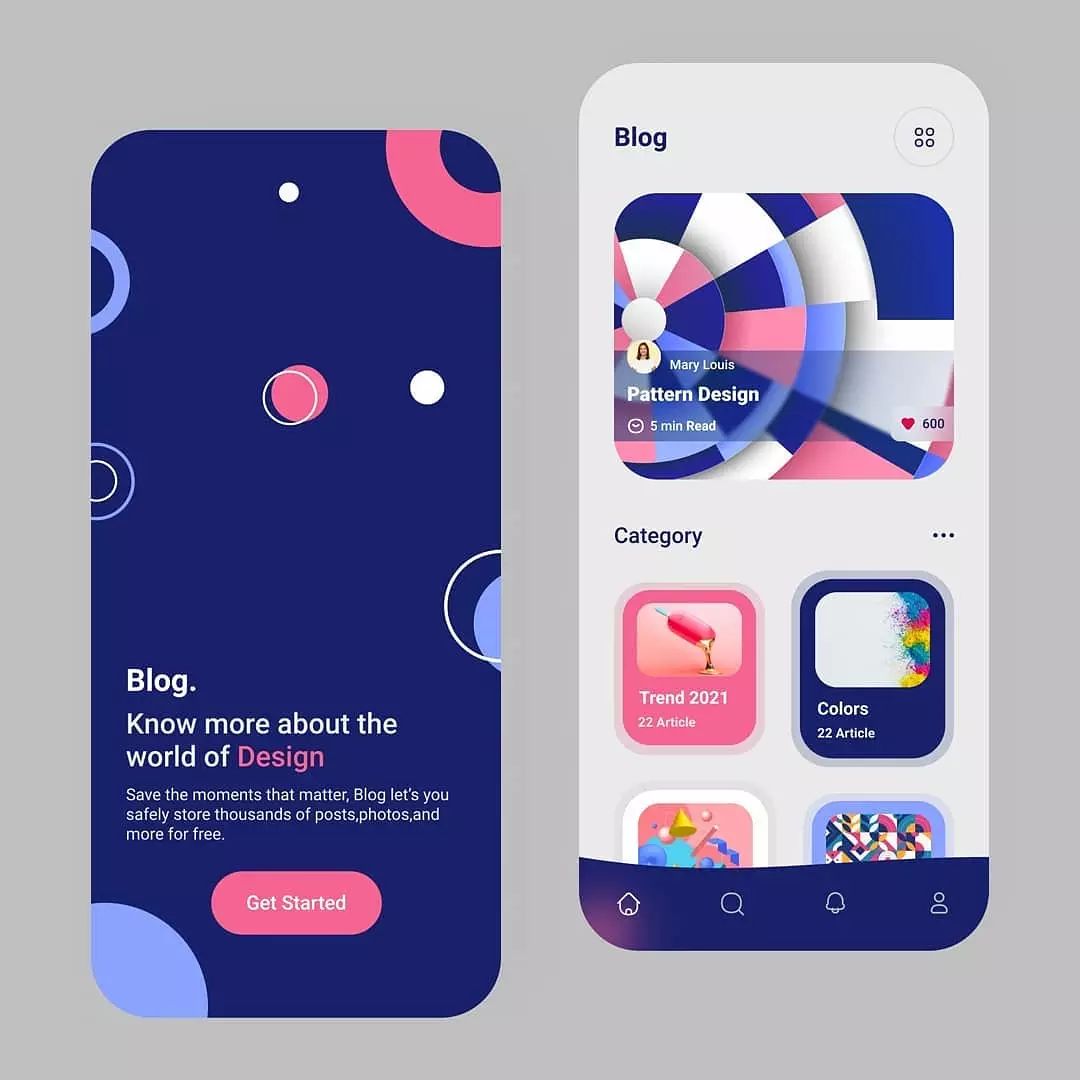 Blog.
Know more about the
world of Design
Save the moments that matter, Blog let's you
safely store thousands of posts,photos,and
more for free.
Get Started
Blog
Mary Louis
Pattern Design
5 min Read
600
Category
Trend 2021
22 Article
Colors
22 Article